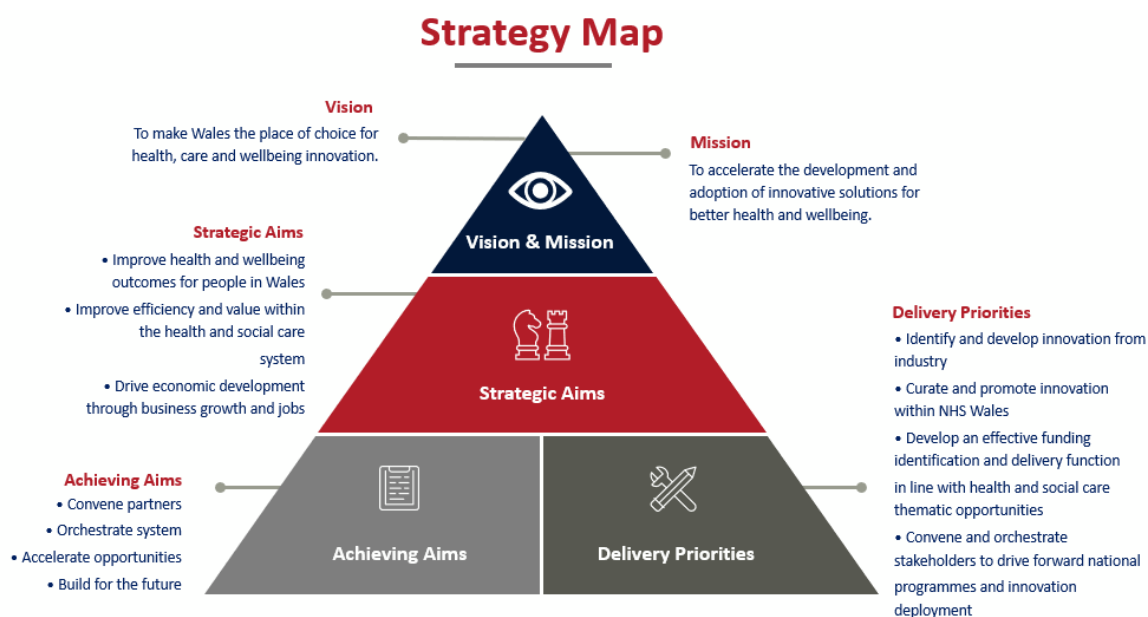 Strategy Map
Vision
To make Wales the place of choice for
health, care and wellbeing innovation.
Mission
To accelerate the development and
adoption of innovative solutions for
better health and wellbeing.
Vision & Mission
Strategic Aims
• Improve health and wellbeing
outcomes for people in Wales
• Improve efficiency and value within
the health and social care
system
• Drive economic development
through business growth and jobs
Strategic Aims
Achieving Aims
• Convene partners
• Orchestrate system
• Accelerate opportunities
• Build for the future
Achieving Aims
Delivery Priorities
Delivery Priorities
• Identify and develop innovation from
industry
• Curate and promote innovation
within NHS Wales
• Develop an effective funding
identification and delivery function
in line with health and social care
thematic opportunities
• Convene and orchestrate
stakeholders to drive forward national
programmes and innovation
deployment